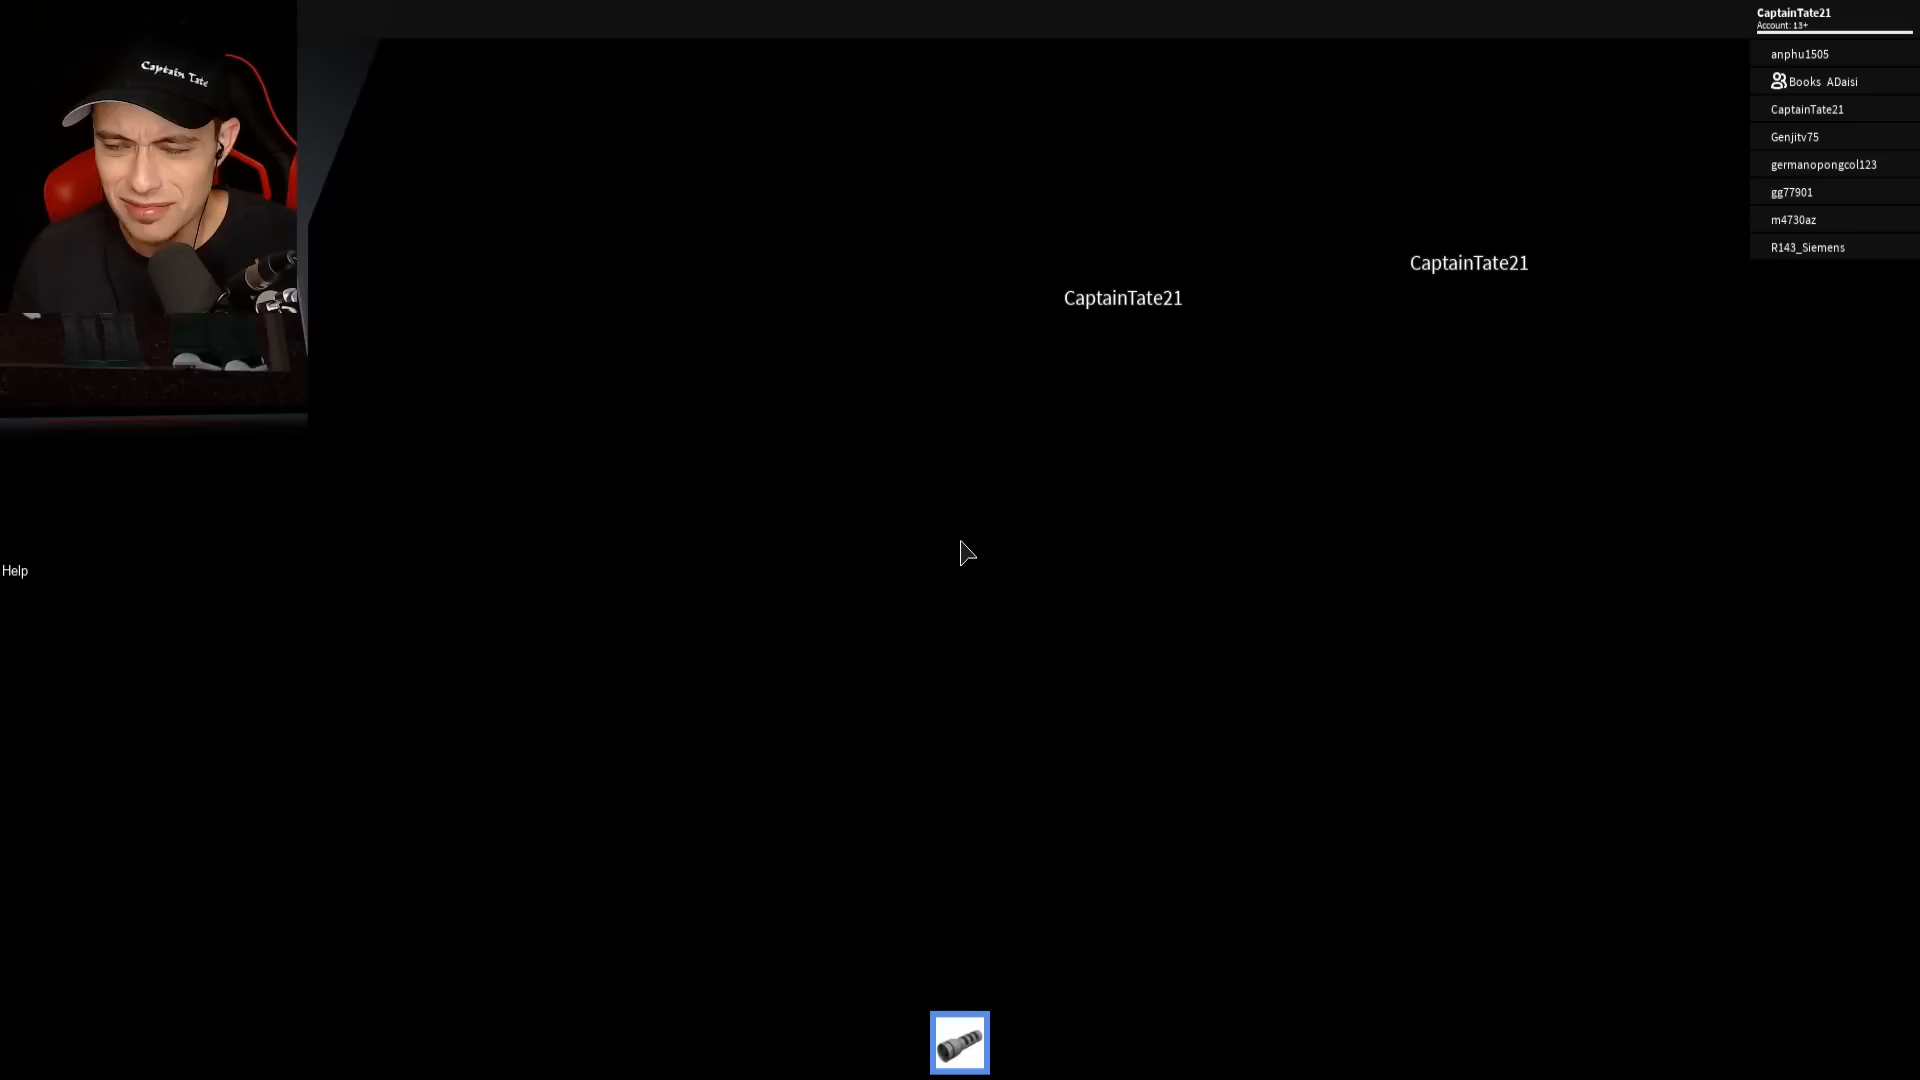 Captain Tate
CaptainTate21
Account: 13+
anphu1505
Books ADaisi
CaptainTate21
Genjitv75
germanopongcol123
gg77901
m4730az
R143_Siemens
CaptainTate21
CaptainTate21
Help